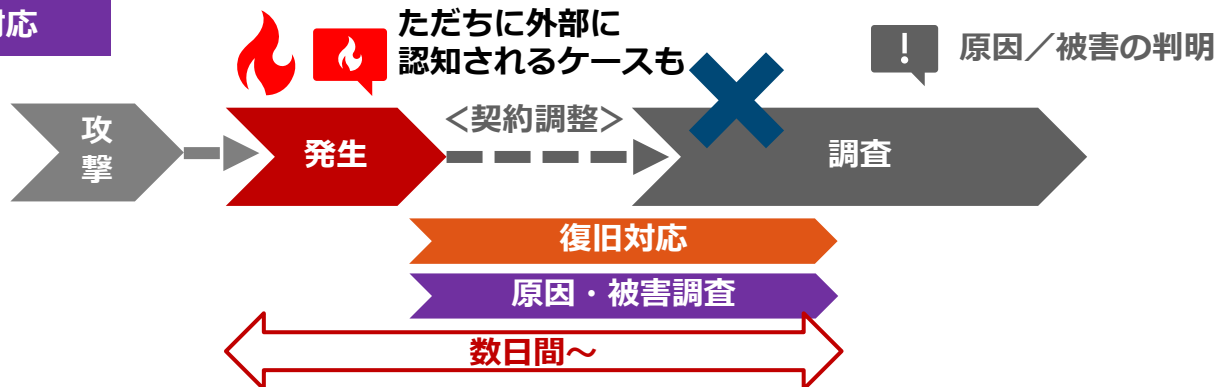 対応
ただちに外部に
認知されるケースも
!
原因／被害の判明
攻
撃
発生
＜契約調整＞
調査
復旧対応
原因・被害調査
数日間～